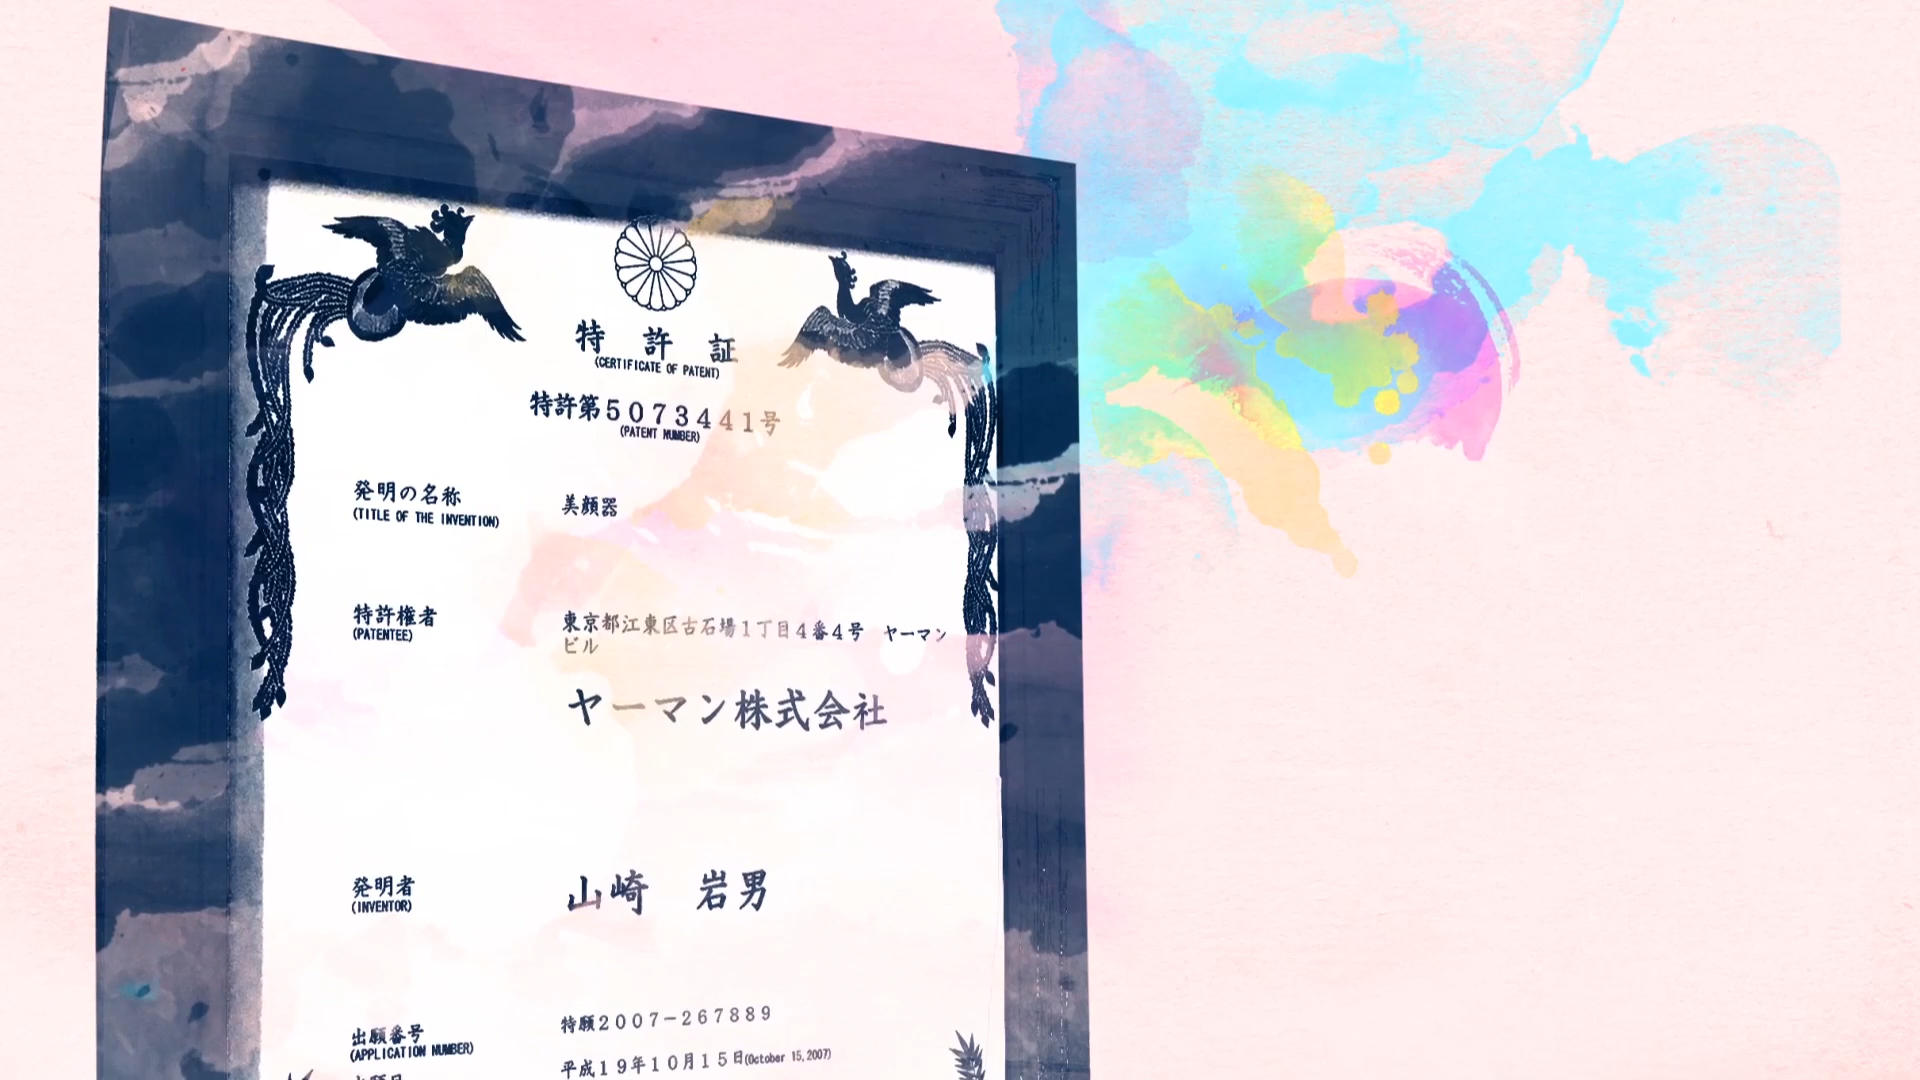 特許証
(CERTIFICATE OF PATENT)
特許第5073441号
(PATENT NUMBER)
発明の名称
(TITLE OF THE INVENTION)
美顔器
特許権者
(PATENTEE)
東京都江東区古石場1丁目4番4号　ヤーマン
ビル
ヤーマン株式会社
発明者
(INVENTOR)
山崎　岩男
出願番号
(APPLICATION NUMBER)
特願2007-267889
平成19年10月15日(October 15,2007)